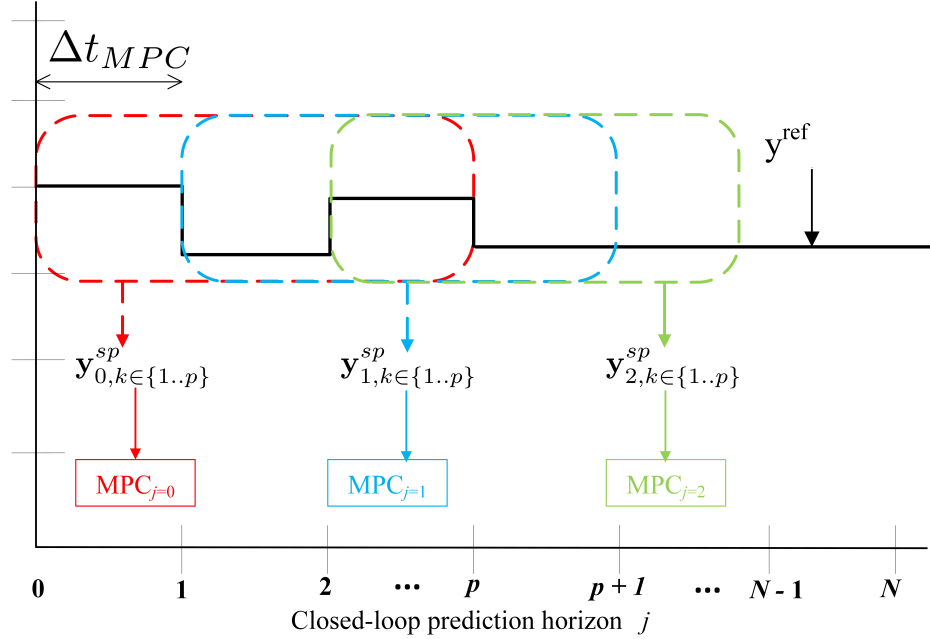 Δt_{MPC}
y^{ref}
y^{sp}_{0,k∈{1..p}} y^{sp}_{1,k∈{1..p}} y^{sp}_{2,k∈{1..p}}
MPC_{j=0} MPC_{j=1} MPC_{j=2}
0 1 2 ... p p + 1 ... N - 1 N
Closed-loop prediction horizon j